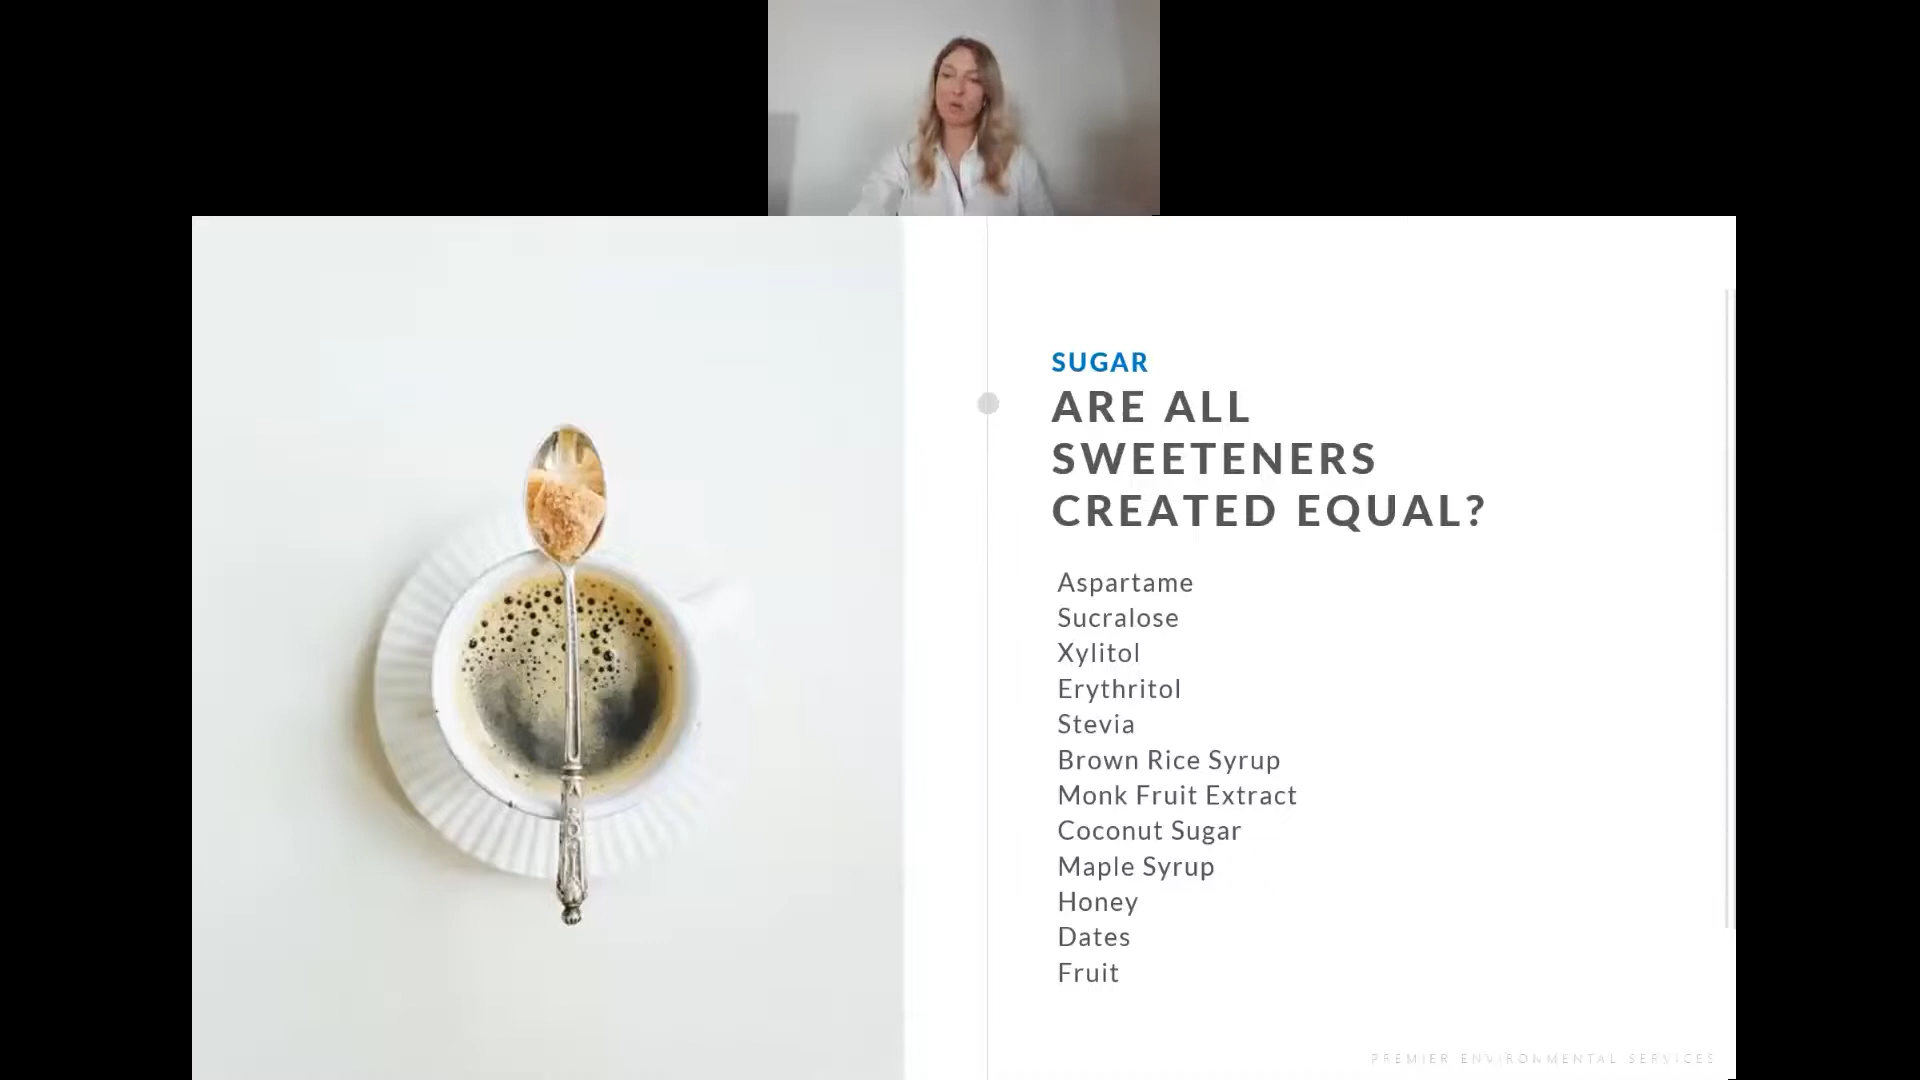 SUGAR
ARE ALL
SWEETENERS
CREATED EQUAL?
Aspartame
Sucralose
Xylitol
Erythritol
Stevia
Brown Rice Syrup
Monk Fruit Extract
Coconut Sugar
Maple Syrup
Honey
Dates
Fruit
PREMIER ENVIRONMENTAL SERVICES